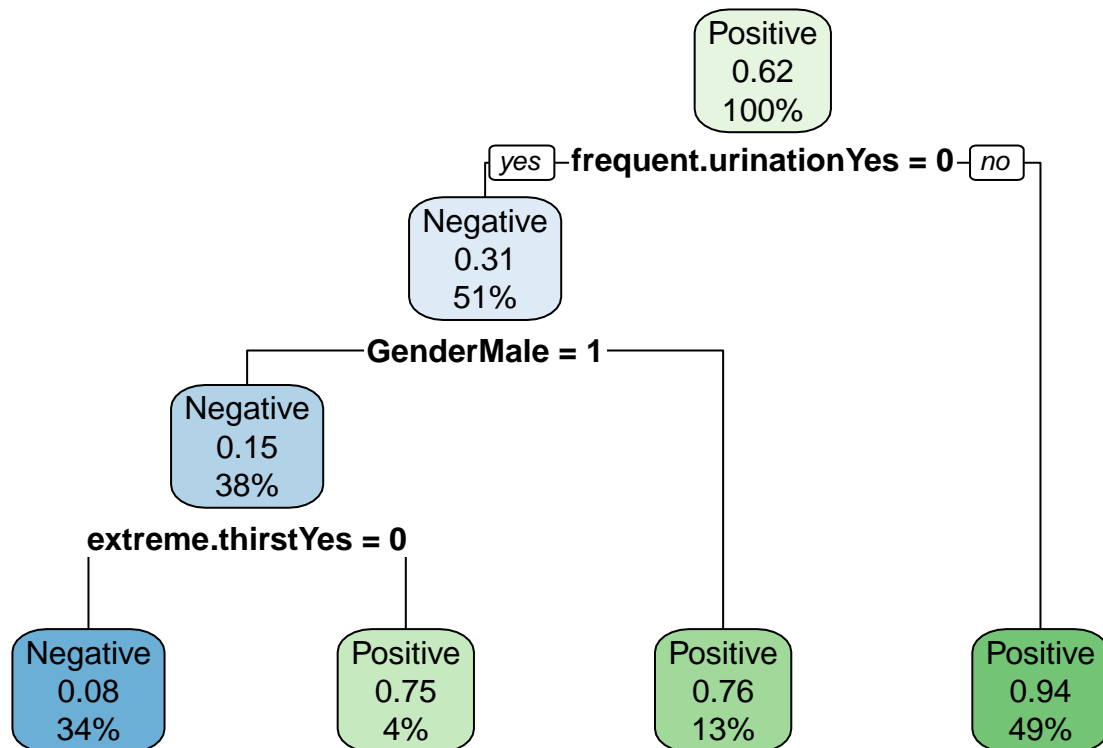 Positive
0.62
100%
yes frequent.urinationYes = 0 no
Negative
0.31
51%
GenderMale = 1
Negative
0.15
38%
extreme.thirstYes = 0
Negative
0.08
34%
Positive
0.75
4%
Positive
0.76
13%
Positive
0.94
49%